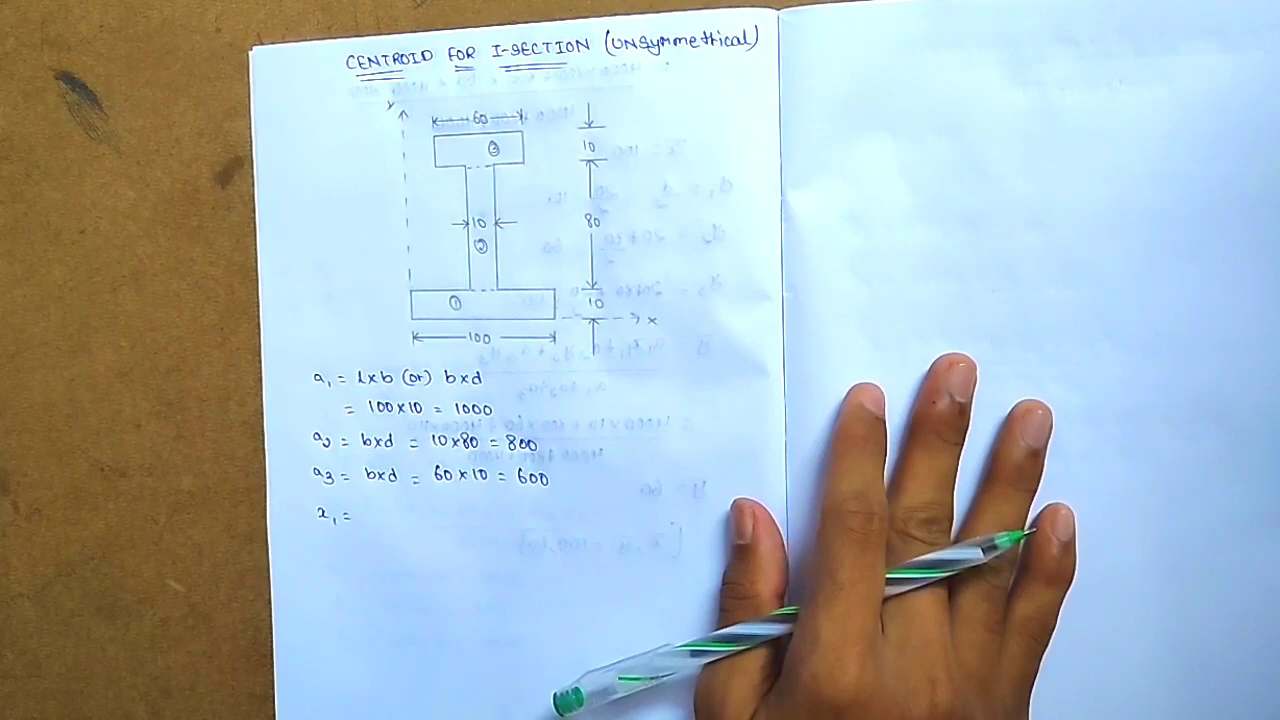 CENTROID FOR I-SECTION (UNSymmetrical)
Y
60
③
10
10
80
②
①
10
X
100
a₁ = l×b (or) b×d
= 100×10 = 1000
a₂ = b×d = 10×80 = 800
a₃ = b×d = 60×10 = 600
x₁ =